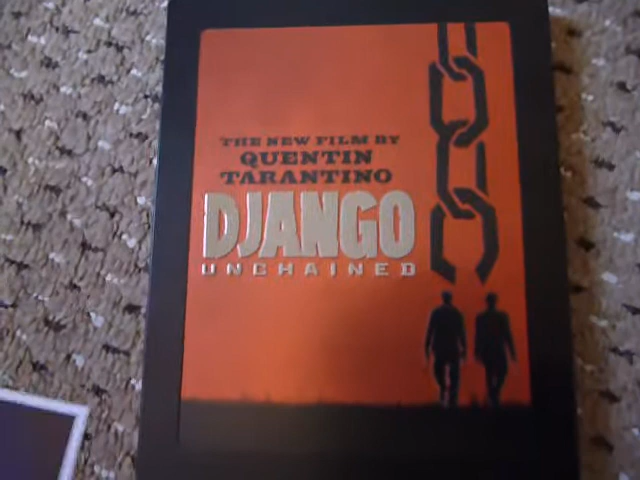 THE NEW FILM BY
QUENTIN
TARANTINO
DJANGO
UNCHAINED